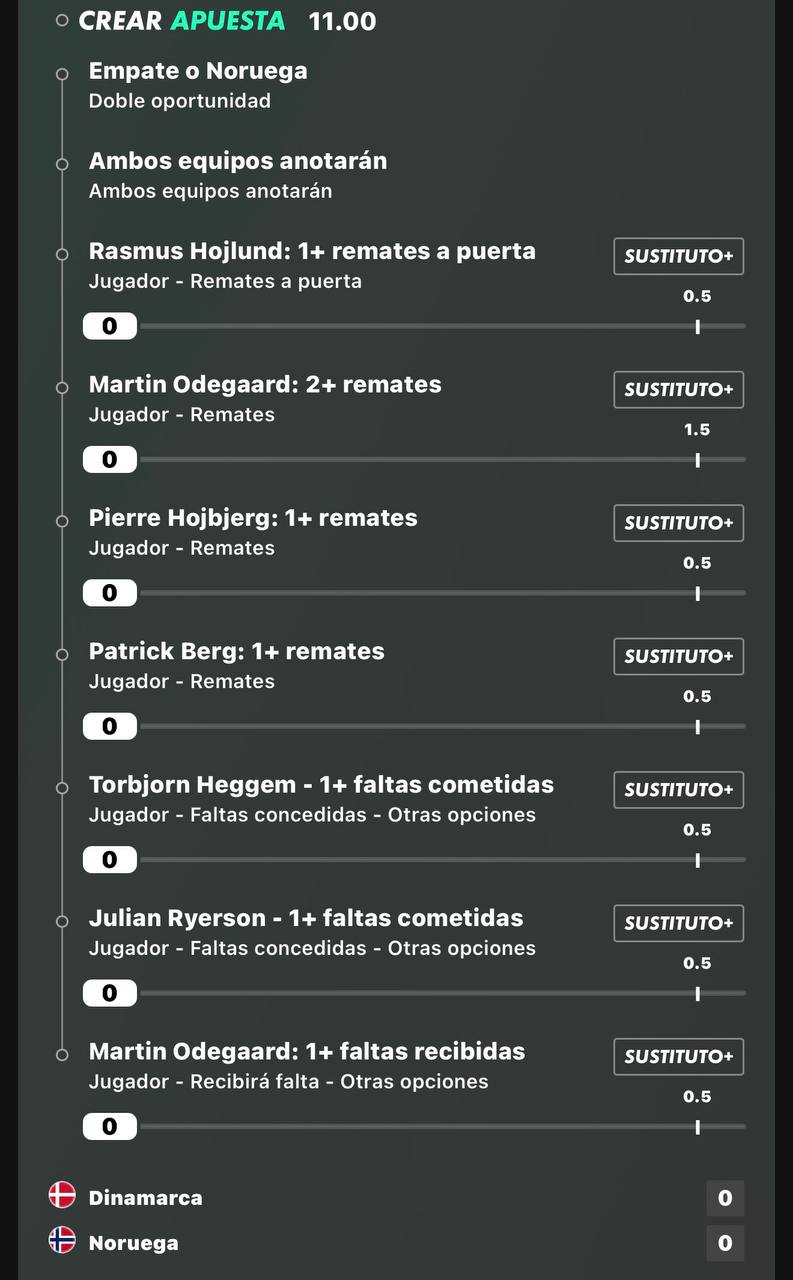 CREAR APUESTA 11.00
Empate o Noruega
Doble oportunidad
Ambos equipos anotarán
Ambos equipos anotarán
Rasmus Hojlund: 1+ remates a puerta SUSTITUTO+
Jugador - Remates a puerta 0.5
0
Martin Odegaard: 2+ remates SUSTITUTO+
Jugador - Remates 1.5
0
Pierre Hojbjerg: 1+ remates SUSTITUTO+
Jugador - Remates 0.5
0
Patrick Berg: 1+ remates SUSTITUTO+
Jugador - Remates 0.5
0
Torbjorn Heggem - 1+ faltas cometidas SUSTITUTO+
Jugador - Faltas concedidas - Otras opciones 0.5
0
Julian Ryerson - 1+ faltas cometidas SUSTITUTO+
Jugador - Faltas concedidas - Otras opciones 0.5
0
Martin Odegaard: 1+ faltas recibidas SUSTITUTO+
Jugador - Recibirá falta - Otras opciones 0.5
0
Dinamarca 0
Noruega 0